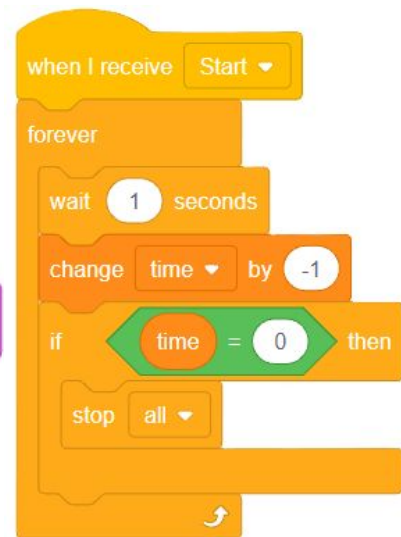 when I receive Start
forever
wait 1 seconds
change time by -1
if time = 0 then
stop all